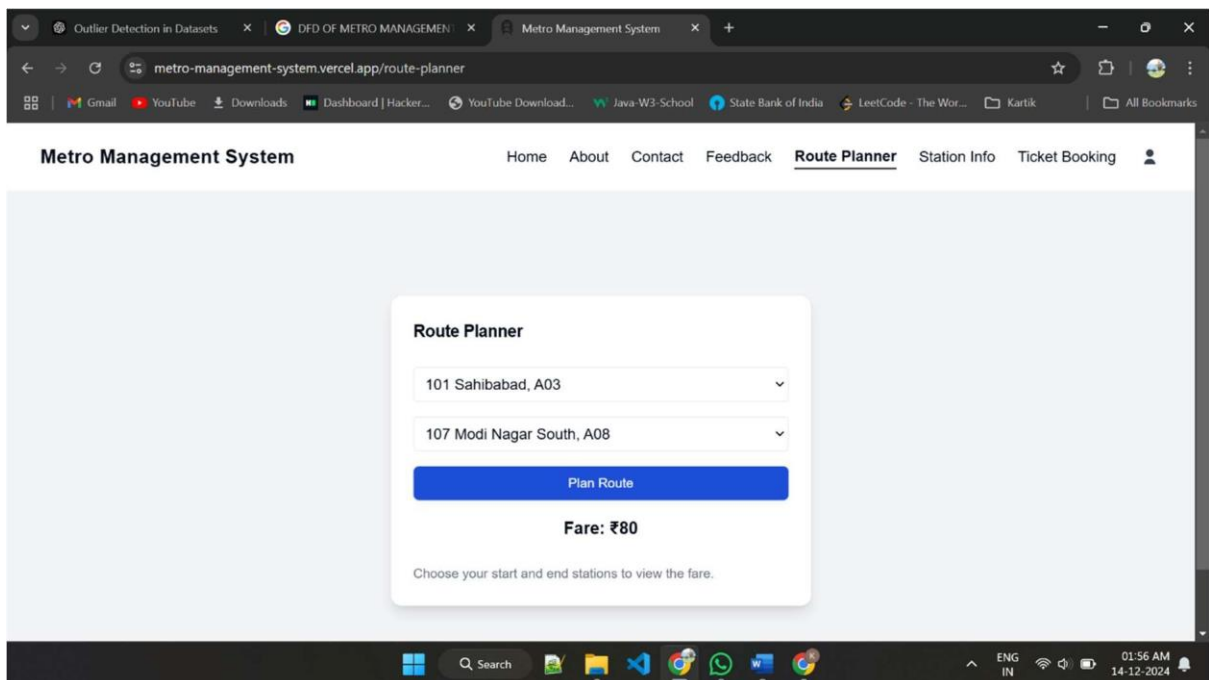 Outlier Detection in Datasets
DFD OF METRO MANAGEMENT
Metro Management System
metro-management-system.vercel.app/route-planner
Gmail YouTube Downloads Dashboard | Hacker... YouTube Download... Java-W3-School State Bank of India LeetCode - The Wor... Kartik All Bookmarks
Metro Management System Home About Contact Feedback Route Planner Station Info Ticket Booking
Route Planner
101 Sahibabad, A03
107 Modi Nagar South, A08
Plan Route
Fare: ₹80
Choose your start and end stations to view the fare.
Search
ENG
IN
01:56 AM
14-12-2024